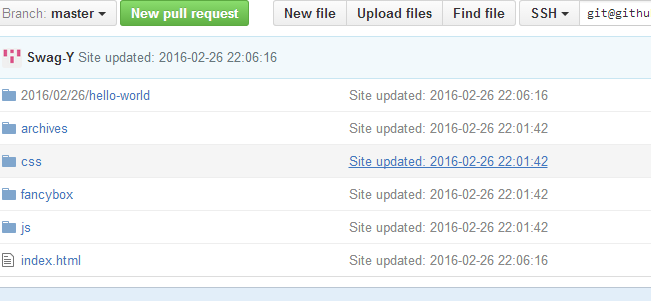 Branch: master New pull request New file Upload files Find file SSH git@githu
Swag-Y Site updated: 2016-02-26 22:06:16
2016/02/26/hello-world Site updated: 2016-02-26 22:06:16
archives Site updated: 2016-02-26 22:01:42
css Site updated: 2016-02-26 22:01:42
fancybox Site updated: 2016-02-26 22:01:42
js Site updated: 2016-02-26 22:01:42
index.html Site updated: 2016-02-26 22:06:16